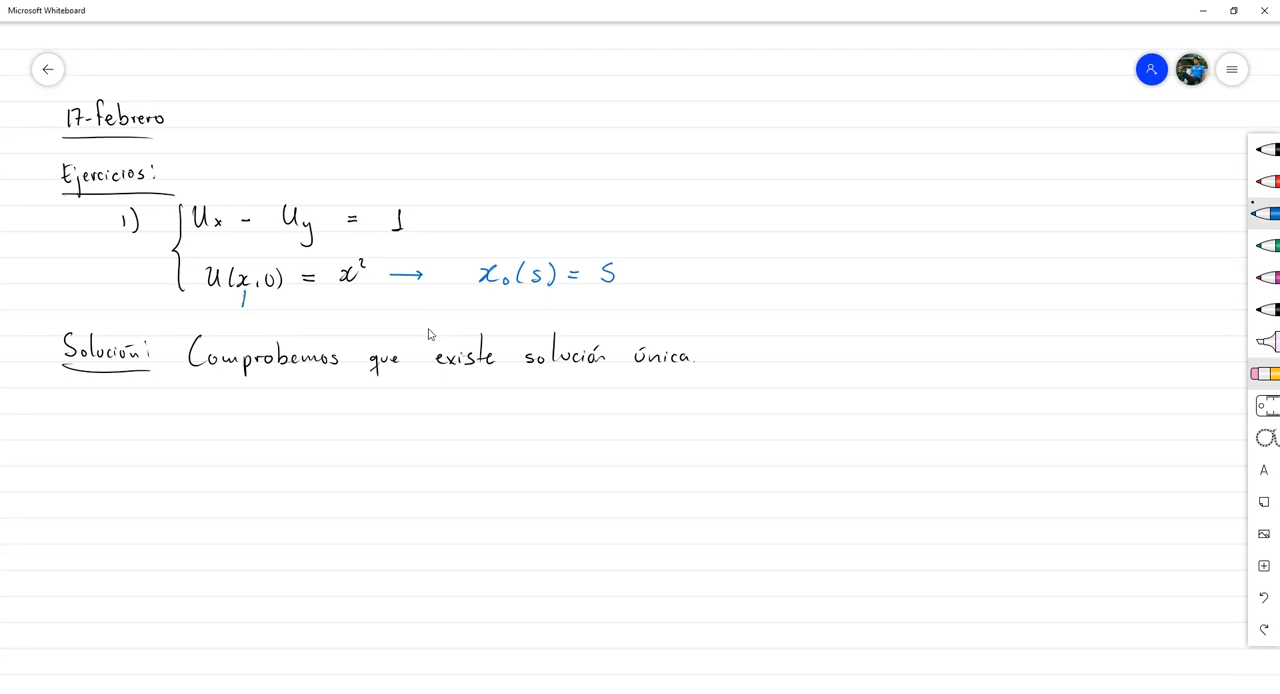 Microsoft Whiteboard
17-febrero
Ejercicios:
1) { Ux - Uy = 1
U(x,0) = x² → x₀(s) = S
Solución: Comprobemos que existe solución única.
A